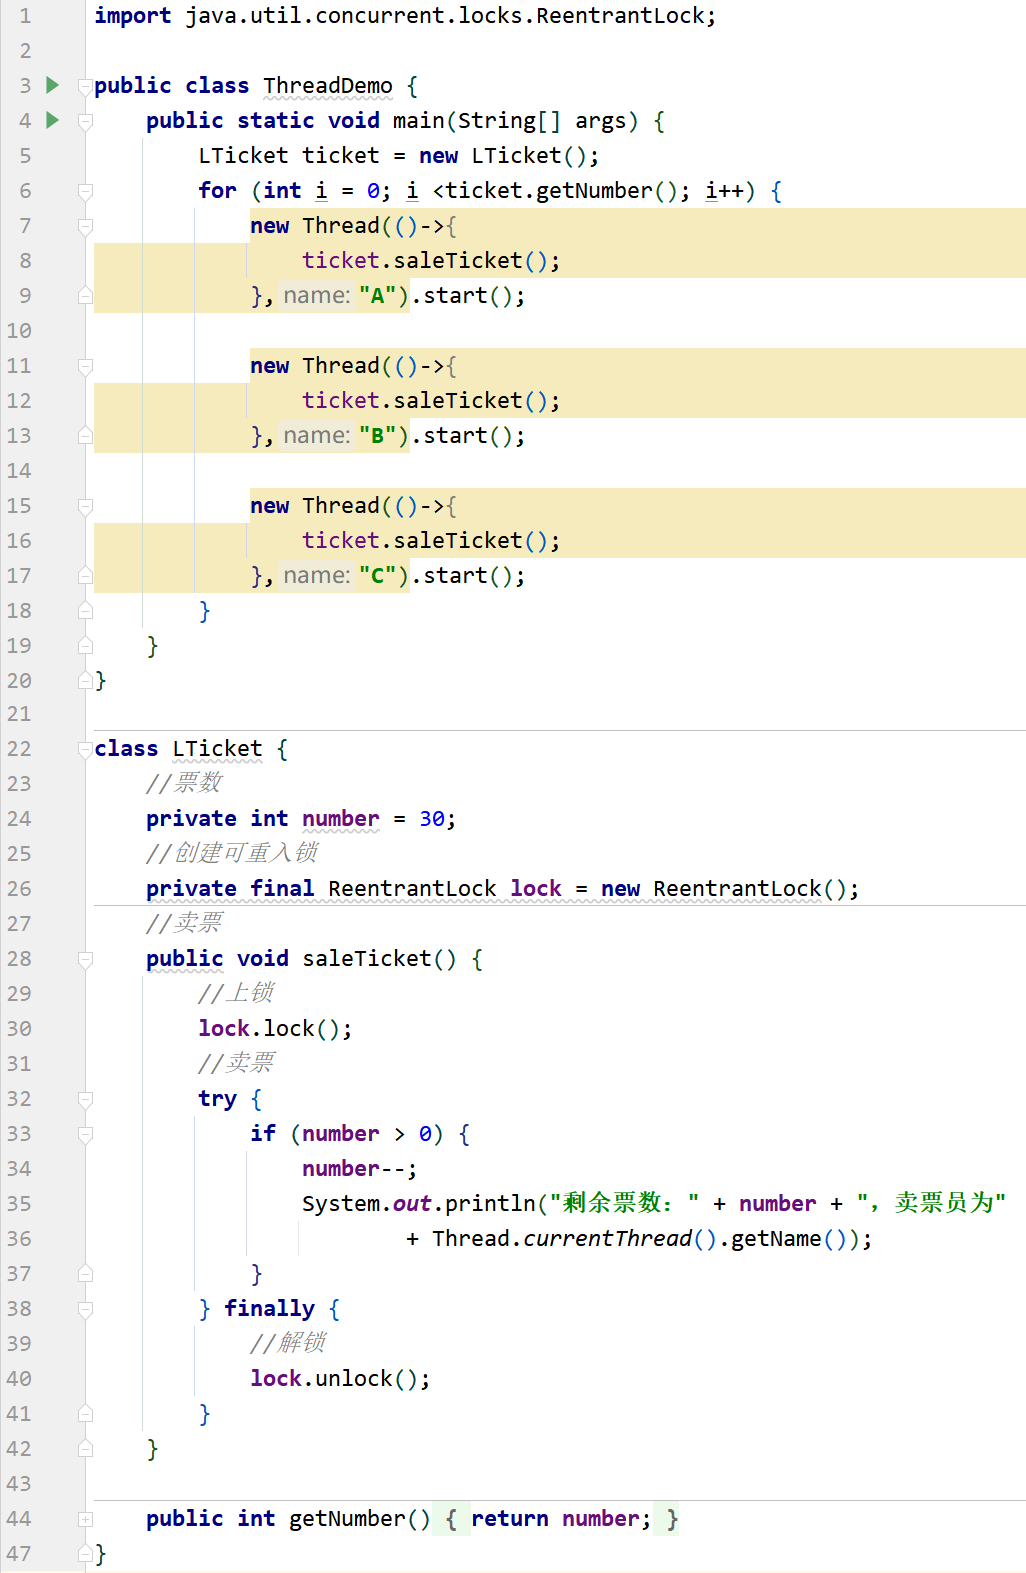 1 import java.util.concurrent.locks.ReentrantLock;
2
3 public class ThreadDemo {
4 public static void main(String[] args) {
5 LTicket ticket = new LTicket();
6 for (int i = 0; i <ticket.getNumber(); i++) {
7 new Thread(()->{
8 ticket.saleTicket();
9 }, name: "A").start();
10
11 new Thread(()->{
12 ticket.saleTicket();
13 }, name: "B").start();
14
15 new Thread(()->{
16 ticket.saleTicket();
17 }, name: "C").start();
18 }
19 }
20 }
21
22 class LTicket {
23 //票数
24 private int number = 30;
25 //创建可重入锁
26 private final ReentrantLock lock = new ReentrantLock();
27 //卖票
28 public void saleTicket() {
29 //上锁
30 lock.lock();
31 //卖票
32 try {
33 if (number > 0) {
34 number--;
35 System.out.println("剩余票数：" + number + "，卖票员为"
36 + Thread.currentThread().getName());
37 }
38 } finally {
39 //解锁
40 lock.unlock();
41 }
42 }
43
44 public int getNumber() { return number; }
47 }